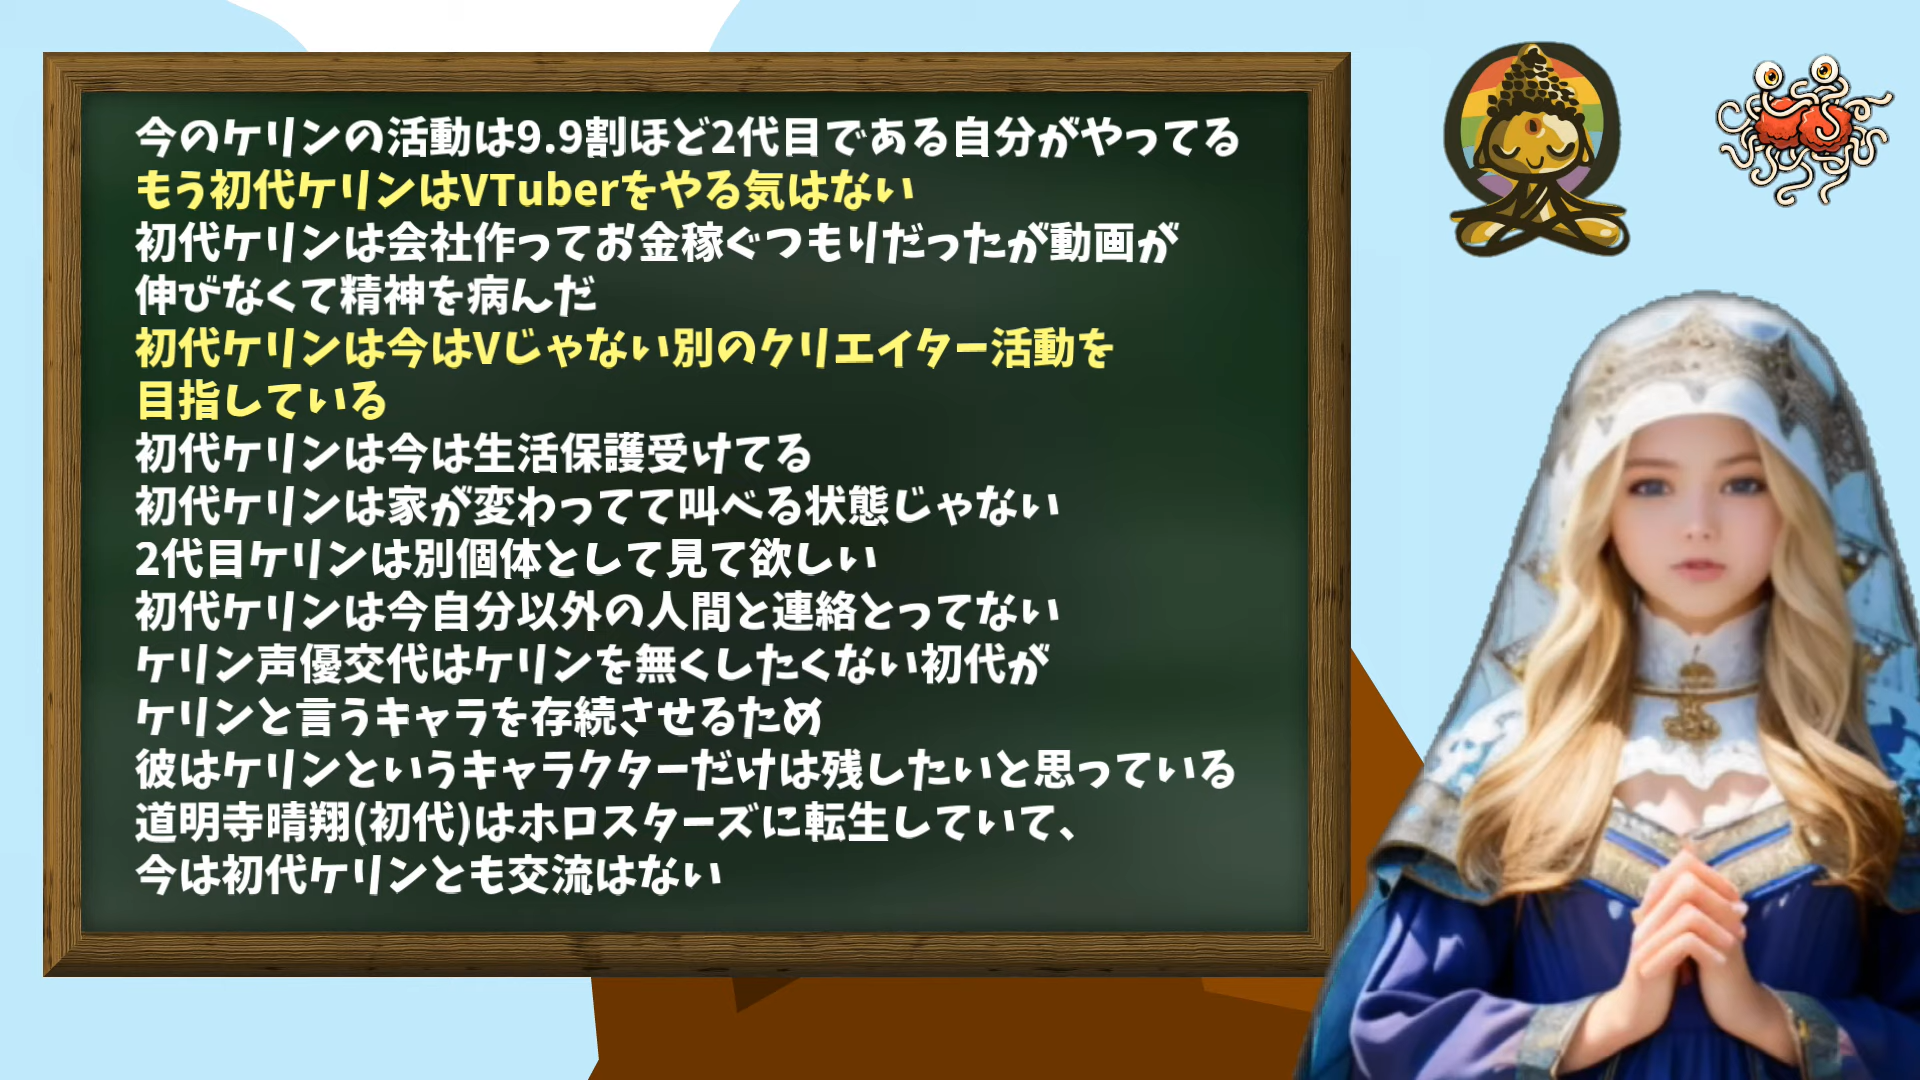 今のケリンの活動は9.9割ほど2代目である自分がやってる
もう初代ケリンはVTuberをやる気はない
初代ケリンは会社作ってお金稼ぐつもりだったが動画が
伸びなくて精神を病んだ
初代ケリンは今はVじゃない別のクリエイター活動を
目指している
初代ケリンは今は生活保護受けてる
初代ケリンは家が変わってて叫べる状態じゃない
2代目ケリンは別個体として見て欲しい
初代ケリンは今自分以外の人間と連絡とってない
ケリン声優交代はケリンを無くしたくない初代が
ケリンと言うキャラを存続させるため
彼はケリンというキャラクターだけは残したいと思っている
道明寺晴翔(初代)はホロスターズに転生していて、
今は初代ケリンとも交流はない